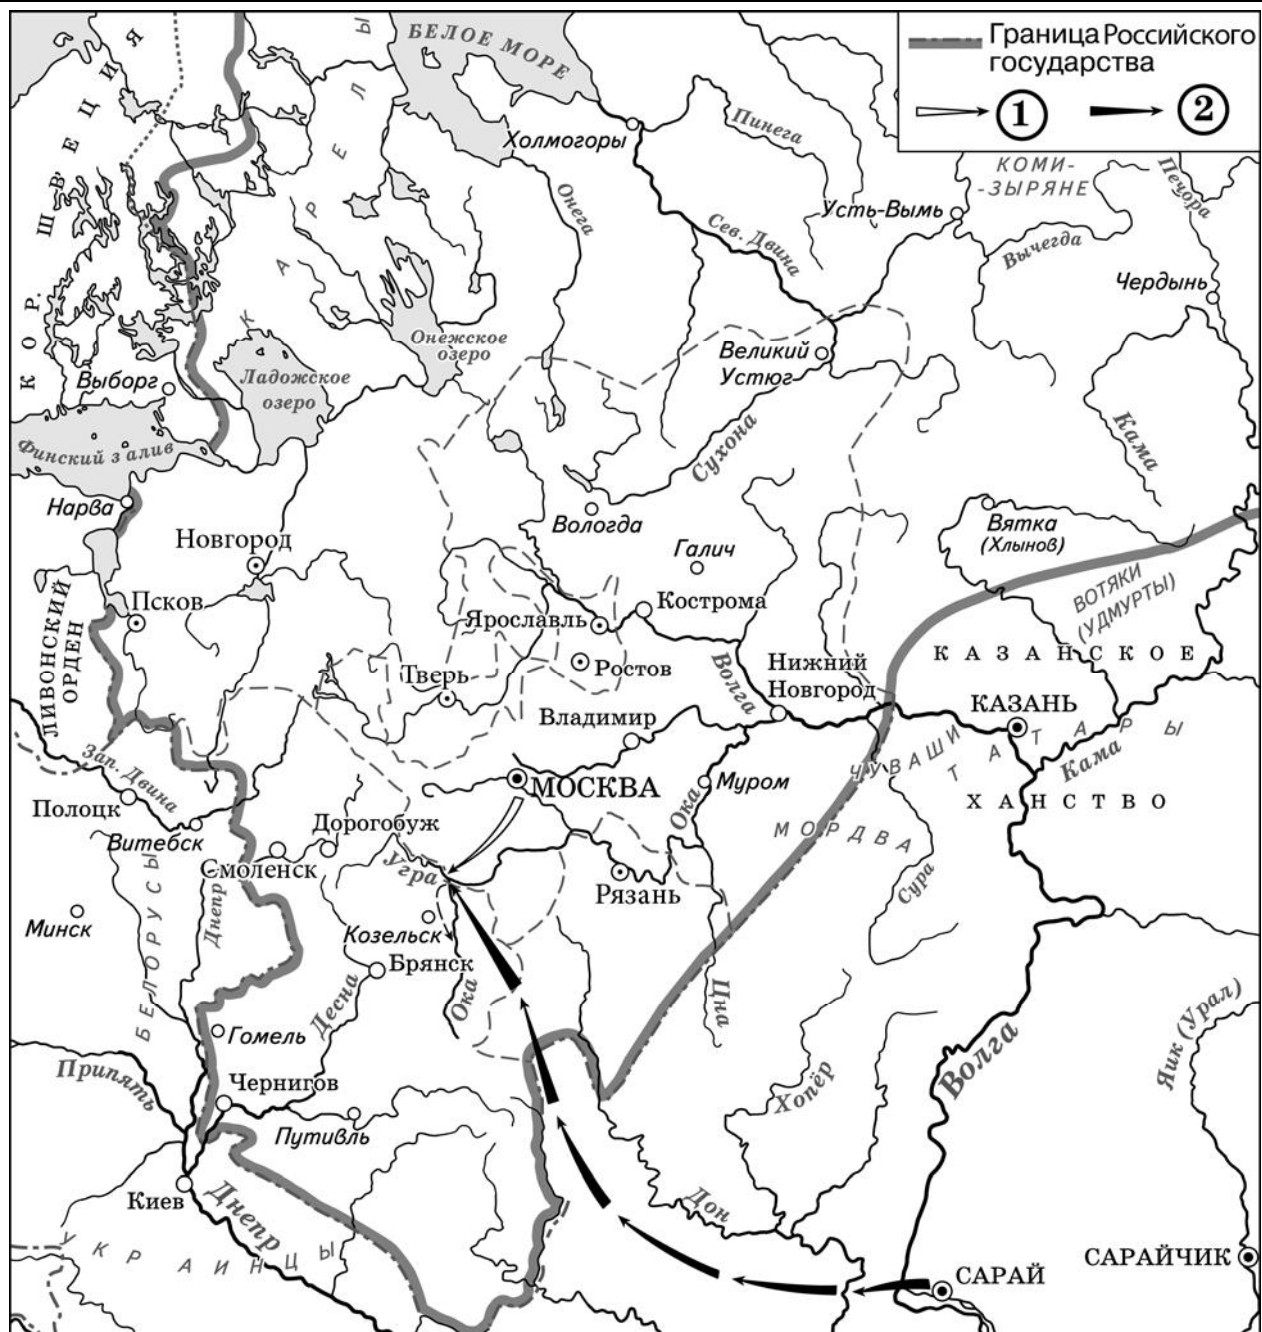 Граница Российского
государства
1
2
БЕЛОЕ МОРЕ
КОР. ШВЕЦИЯ
КАРЕЛЫ
Холмогоры
Пинега
КОМИ-
-ЗЫРЯНЕ
Печора
Онега
Усть-Вымь
Сев. Двина
Вычегда
Чердынь
Онежское
озеро
Великий
Устюг
Выборг
Ладожское
озеро
Кама
Сухона
Финский залив
Нарва
Вологда
Вятка
(Хлынов)
Новгород
Галич
ВОТЯКИ
(УДМУРТЫ)
Псков
Кострома
Ярославль
ЛИВОНСКИЙ
ОРДЕН
КАЗАНСКОЕ
Ростов
Тверь
Волга
Нижний
Новгород
КАЗАНЬ
Владимир
ТАТАРЫ
ЧУВАШИ
Кама
Зап. Двина
МОСКВА
Муром
Ока
ХАНСТВО
Полоцк
Дорогобуж
МОРДВА
Витебск
Смоленск
Угра
Рязань
Сура
Днепр
Минск
Козельск
БЕЛОРУСЫ
Брянск
Десна
Ока
Цна
Яик (Урал)
Гомель
Волга
Припять
Чернигов
Хопёр
Путивль
Киев
Днепр
Дон
УКРАИНЦЫ
САРАЙ
САРАЙЧИК